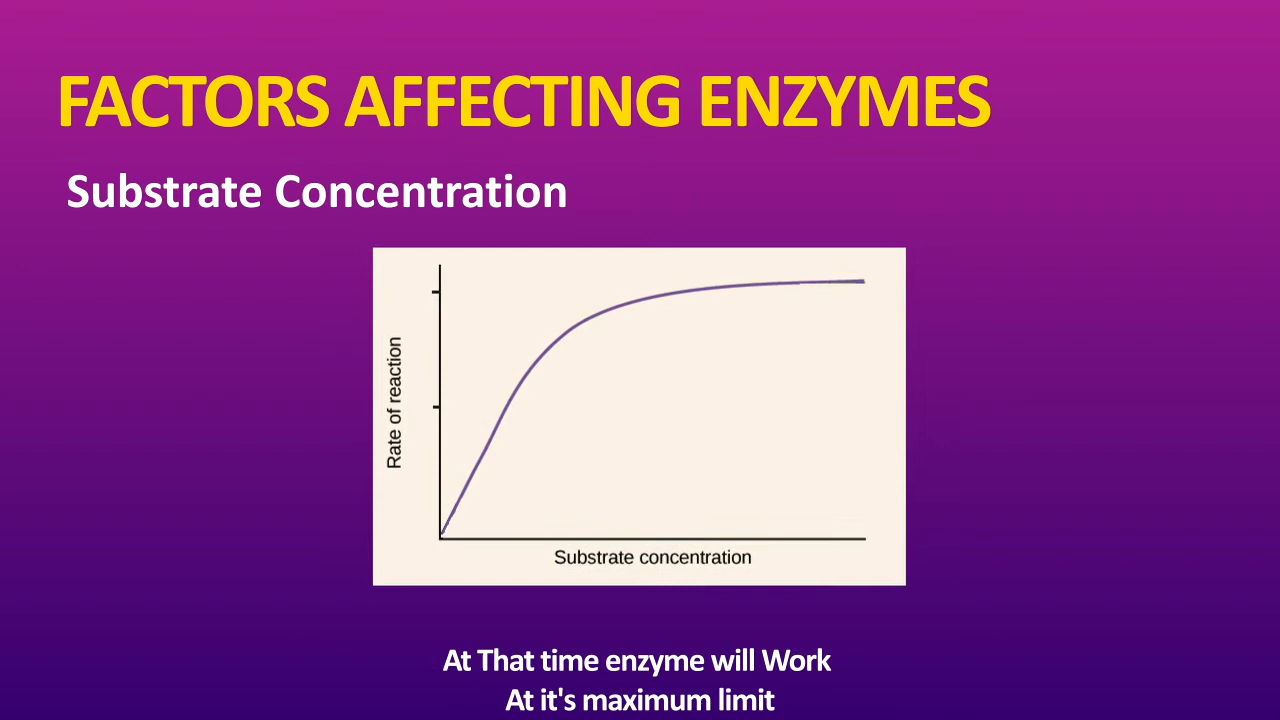 FACTORS AFFECTING ENZYMES
Substrate Concentration
Rate of reaction
Substrate concentration
At That time enzyme will Work
At it's maximum limit